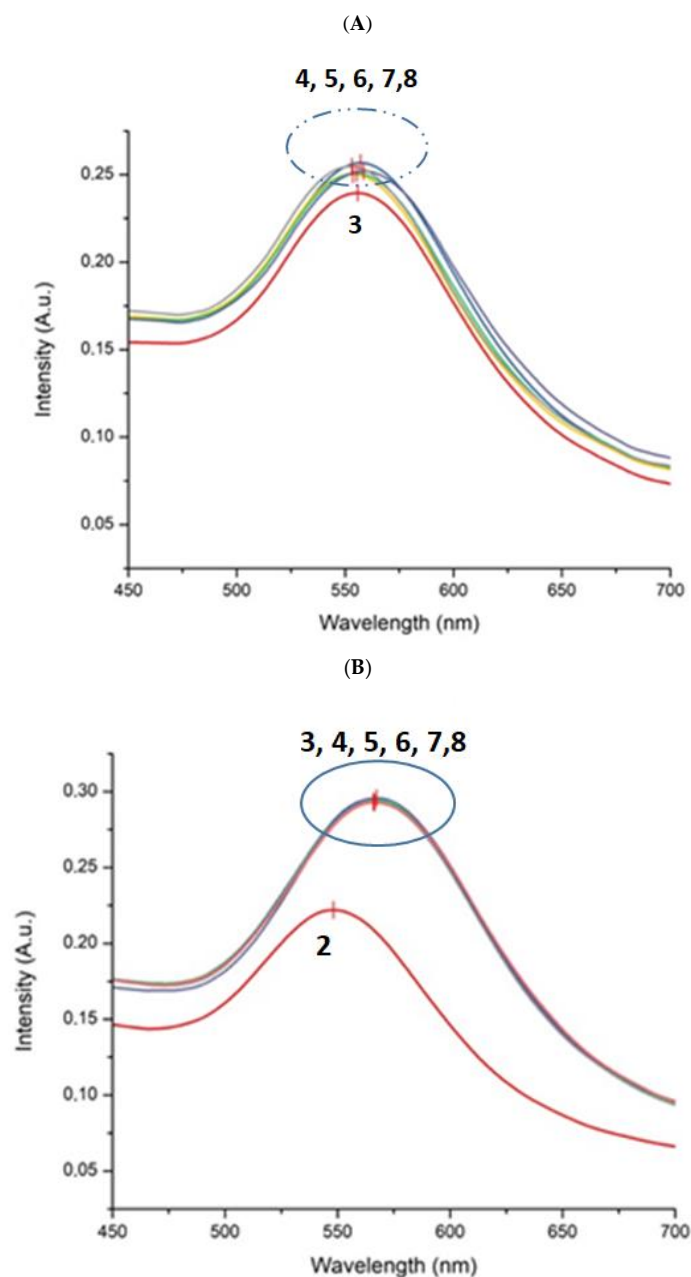 (A)
4, 5, 6, 7,8
0,25
3
0,20
0,15
0,10
0,05
Intensity (A.u.)
450 500 550 600 650 700
Wavelength (nm)
(B)
3, 4, 5, 6, 7,8
0,30
0,25
0,20
2
0,15
0,10
0,05
Intensity (A.u.)
450 500 550 600 650 700
Wavelength (nm)